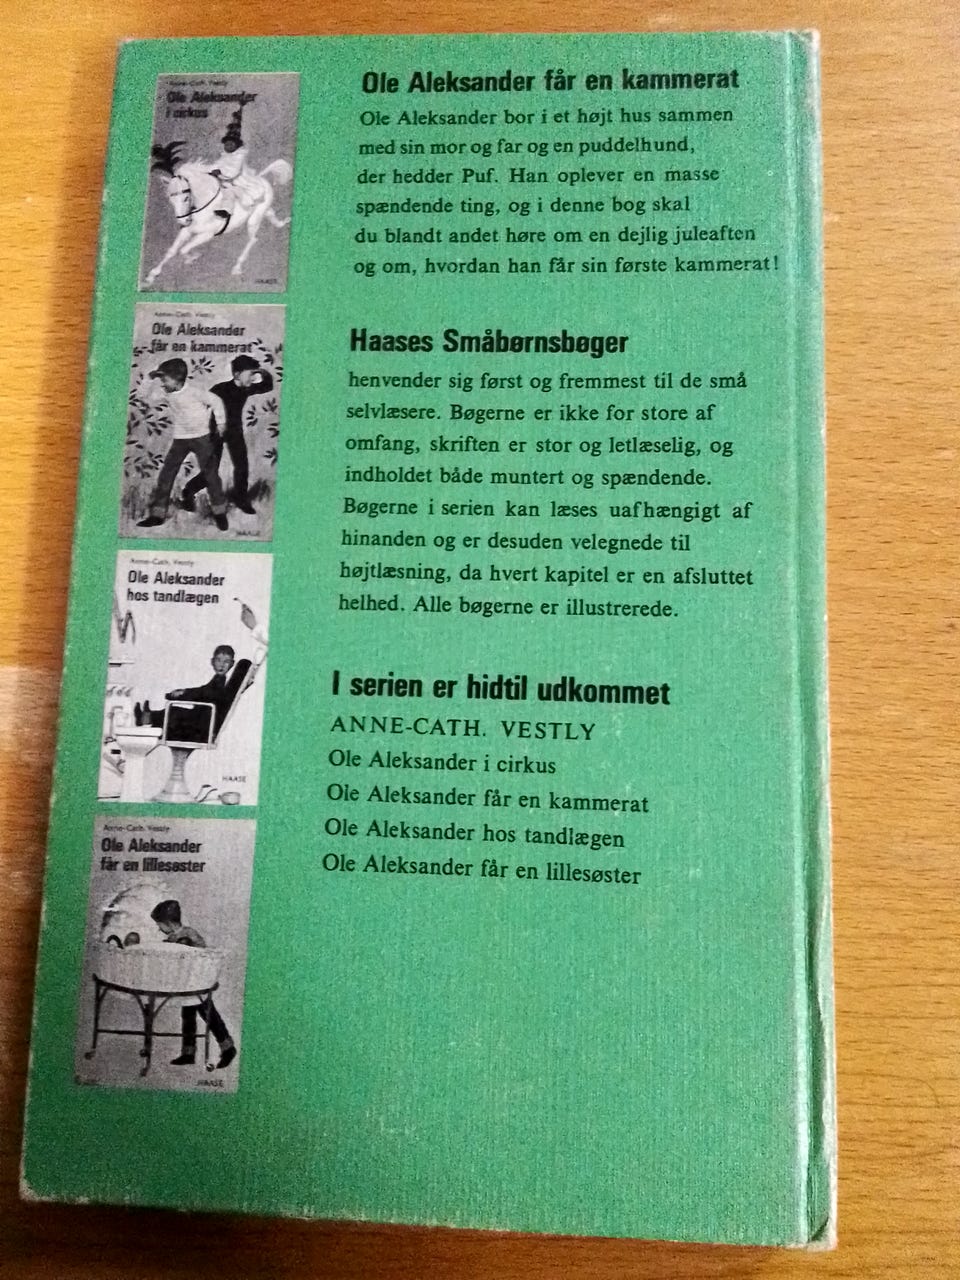 Ole Aleksander får en kammerat
Ole Aleksander bor i et højt hus sammen
med sin mor og far og en puddelhund,
der hedder Puf. Han oplever en masse
spændende ting, og i denne bog skal
du blandt andet høre om en dejlig juleaften
og om, hvordan han får sin første kammerat!
Haases Småbørnsbøger
henvender sig først og fremmest til de små
selvlæsere. Bøgerne er ikke for store af
omfang, skriften er stor og letlæselig, og
indholdet både muntert og spændende.
Bøgerne i serien kan læses uafhængigt af
hinanden og er desuden velegnede til
højtlæsning, da hvert kapitel er en afsluttet
helhed. Alle bøgerne er illustrerede.
I serien er hidtil udkommet
ANNE-CATH. VESTLY
Ole Aleksander i cirkus
Ole Aleksander får en kammerat
Ole Aleksander hos tandlægen
Ole Aleksander får en lillesøster
Anne-Cath. Vestly
Ole Aleksander
i cirkus
HAASE
Anne-Cath. Vestly
Ole Aleksander
får en kammerat
HAASE
Anne-Cath. Vestly
Ole Aleksander
hos tandlægen
HAASE
Anne-Cath. Vestly
Ole Aleksander
får en lillesøster
HAASE